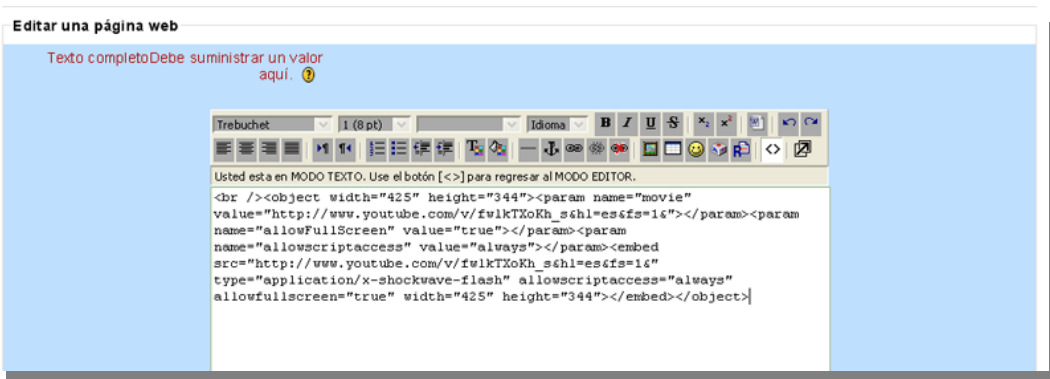 Editar una página web
Texto completoDebe suministrar un valor
aquí.
Trebuchet 1 (8 pt) Idioma B I U S x₂ x²
Usted esta en MODO TEXTO. Use el botón [<>] para regresar al MODO EDITOR.
<br /><object width="425" height="344"><param name="movie"
value="http://www.youtube.com/v/fwlkTXoKh_s&hl=es&fs=1&"></param><param
name="allowFullScreen" value="true"></param><param
name="allowscriptaccess" value="always"></param><embed
src="http://www.youtube.com/v/fwlkTXoKh_s&hl=es&fs=1&"
type="application/x-shockwave-flash" allowscriptaccess="always"
allowfullscreen="true" width="425" height="344"></embed></object>